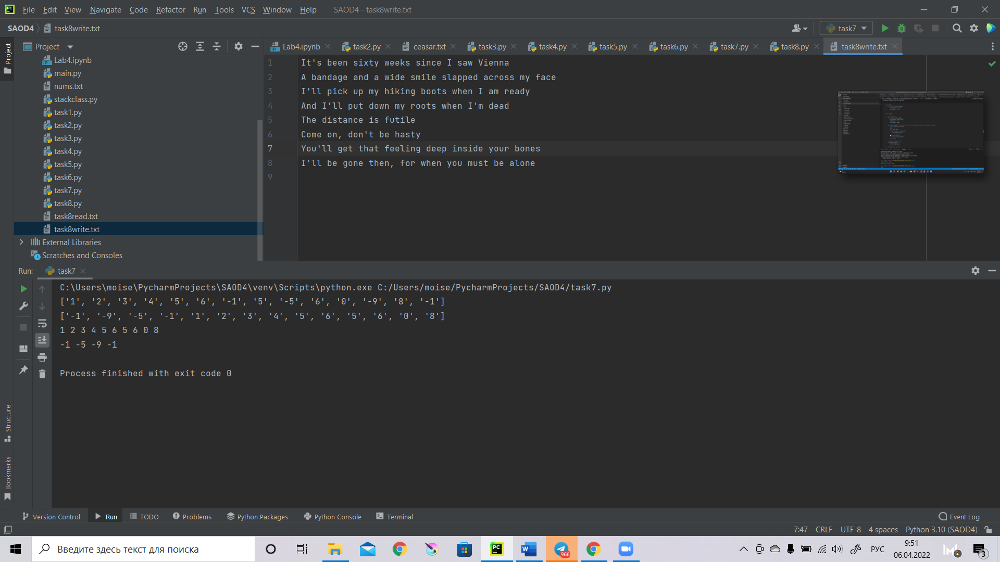 File Edit View Navigate Code Refactor Run Tools VCS Window Help SAOD4 - task8write.txt
SAOD4 task8write.txt task7
Project
Lab4.ipynb task2.py ceasar.txt task3.py task4.py task5.py task6.py task7.py task8.py task8write.txt
Project
Lab4.ipynb
main.py
nums.txt
stackclass.py
task1.py
task2.py
task3.py
task4.py
task5.py
task6.py
task7.py
task8.py
task8read.txt
task8write.txt
External Libraries
Scratches and Consoles
1 It's been sixty weeks since I saw Vienna
2 A bandage and a wide smile slapped across my face
3 I'll pick up my hiking boots when I am ready
4 And I'll put down my roots when I'm dead
5 The distance is futile
6 Come on, don't be hasty
7 You'll get that feeling deep inside your bones
8 I'll be gone then, for when you must be alone
9
Run: task7
C:\Users\moise\PycharmProjects\SAOD4\venv\Scripts\python.exe C:/Users/moise/PycharmProjects/SAOD4/task7.py
['1', '2', '3', '4', '5', '6', '-1', '5', '-5', '6', '0', '-9', '8', '-1']
['-1', '-9', '-5', '-1', '1', '2', '3', '4', '5', '6', '5', '6', '0', '8']
1 2 3 4 5 6 5 6 0 8
-1 -5 -9 -1
Process finished with exit code 0
Structure
Bookmarks
Version Control Run TODO Problems Python Packages Python Console Terminal Event Log
7:47 CRLF UTF-8 4 spaces Python 3.10 (SAOD4)
Введите здесь текст для поиска
PC
966
РУС
9:51
06.04.2022
2
3